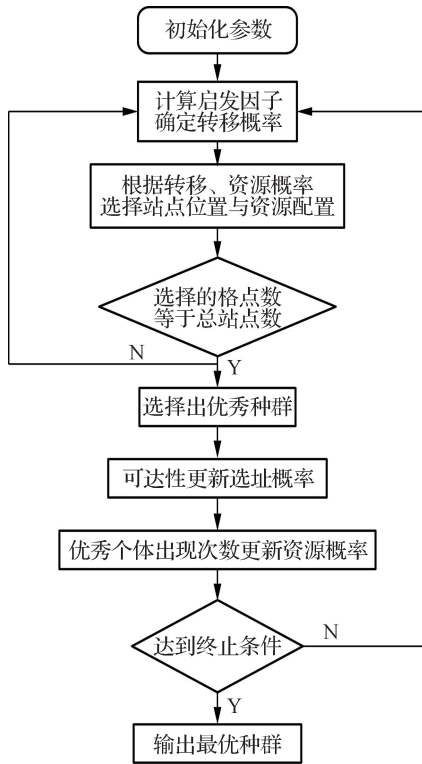 初始化参数
计算启发因子
确定转移概率
根据转移、资源概率
选择站点位置与资源配置
选择的格点数
等于总站点数
N
Y
选择出优秀种群
可达性更新选址概率
优秀个体出现次数更新资源概率
达到终止条件
N
Y
输出最优种群